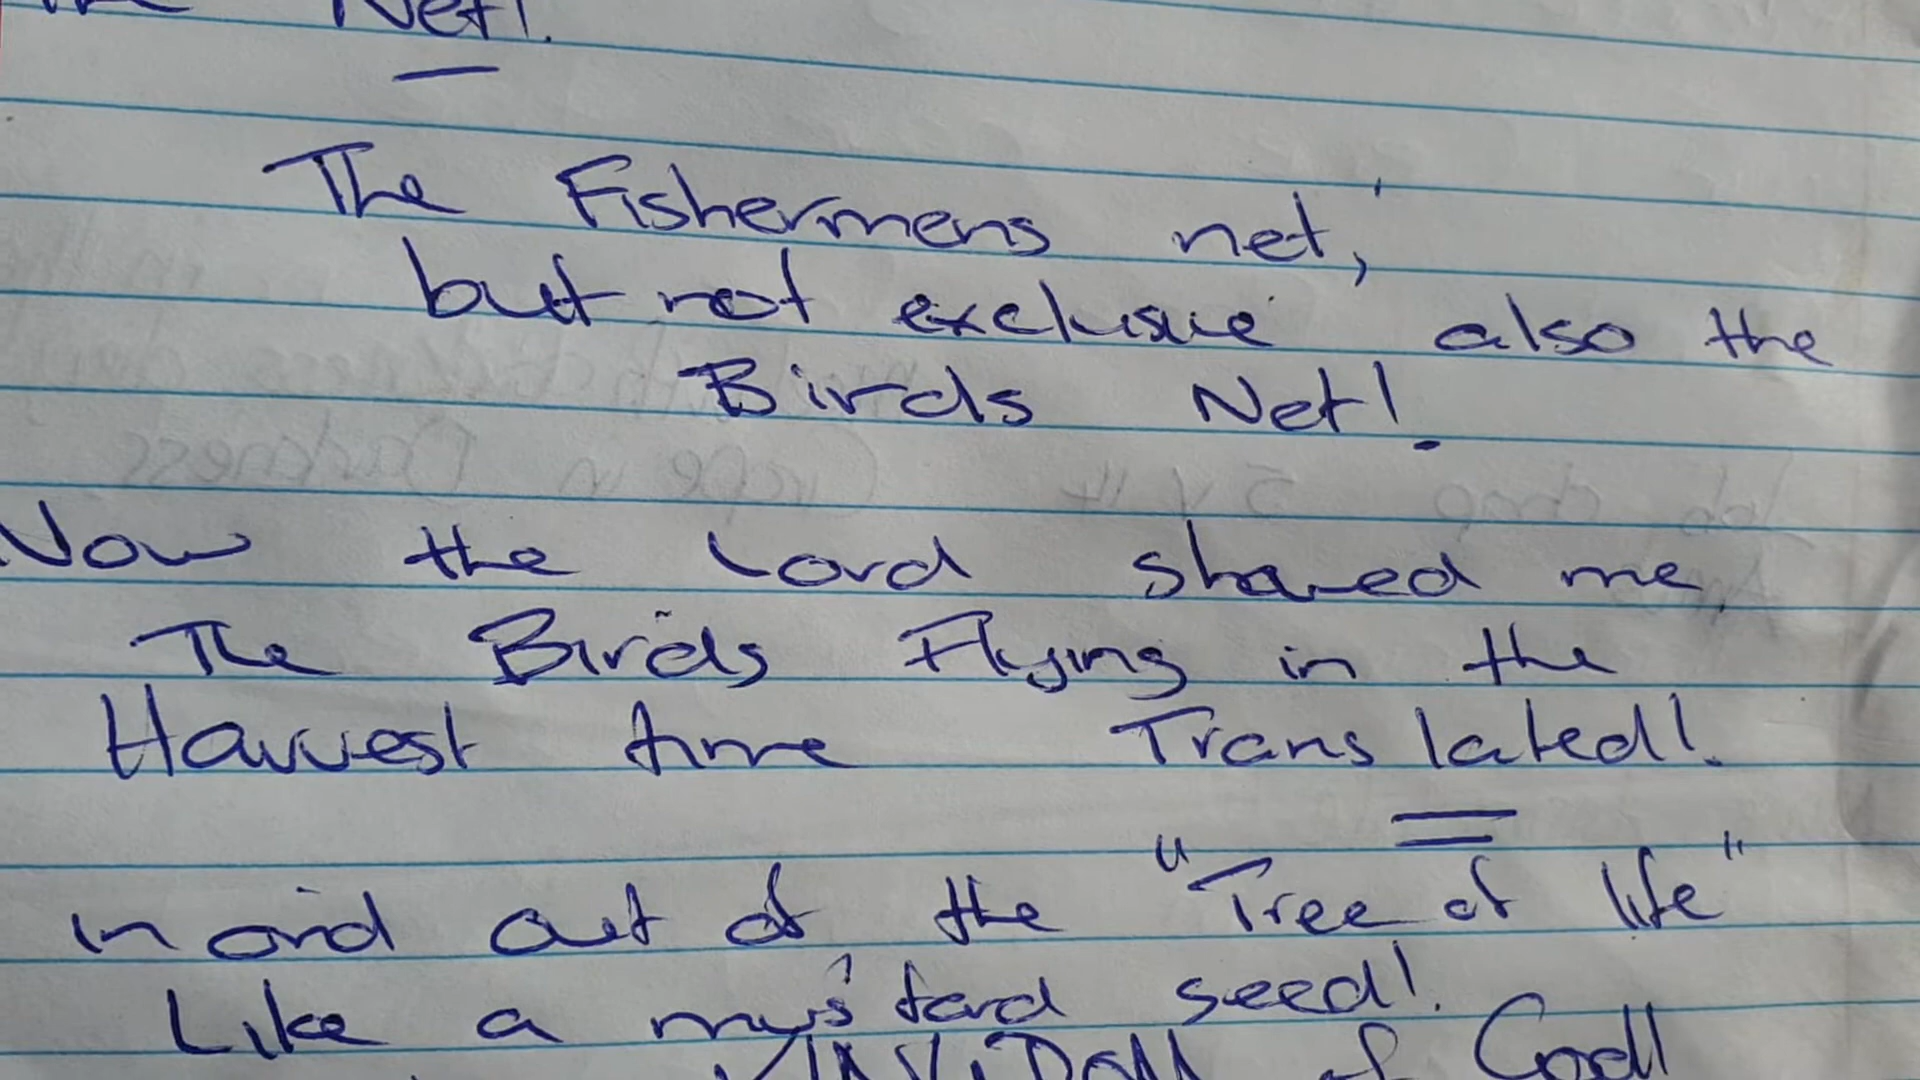 Net!.
The Fishermens net,
but not exclusive also the
Birds Net!.
Now the Lord shared me,
The Birds Flying in the
Harvest time Translated!.
in and out of the "Tree of life"
Like a mustard seed!.
of God